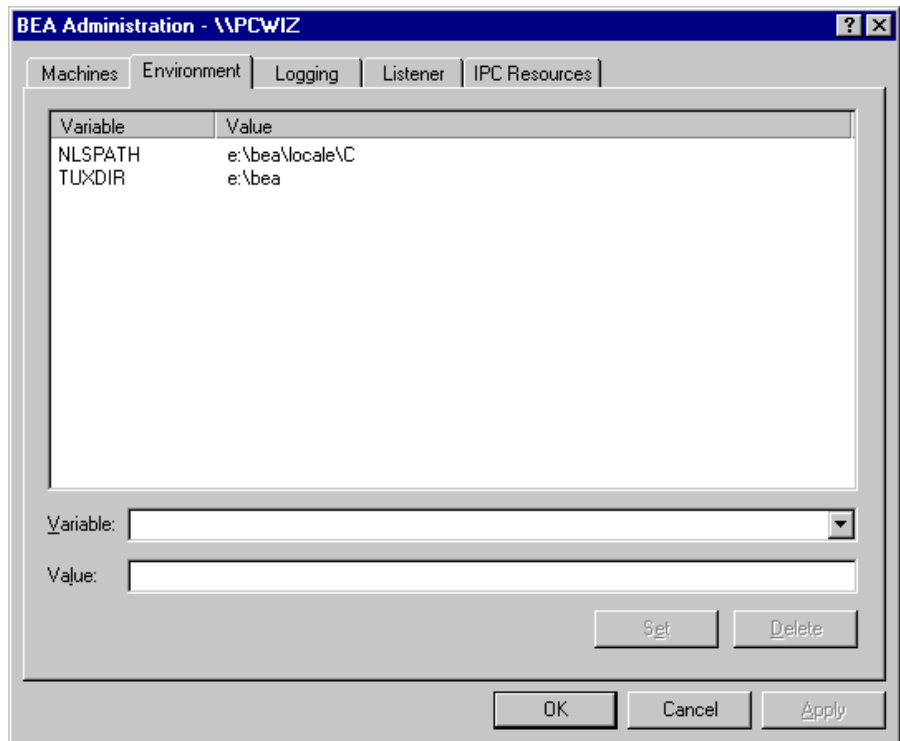 BEA Administration - \\PCWIZ
Machines Environment Logging Listener IPC Resources
Variable Value
NLSPATH e:\bea\locale\C
TUXDIR e:\bea
Variable:
Value:
Set Delete
OK Cancel Apply